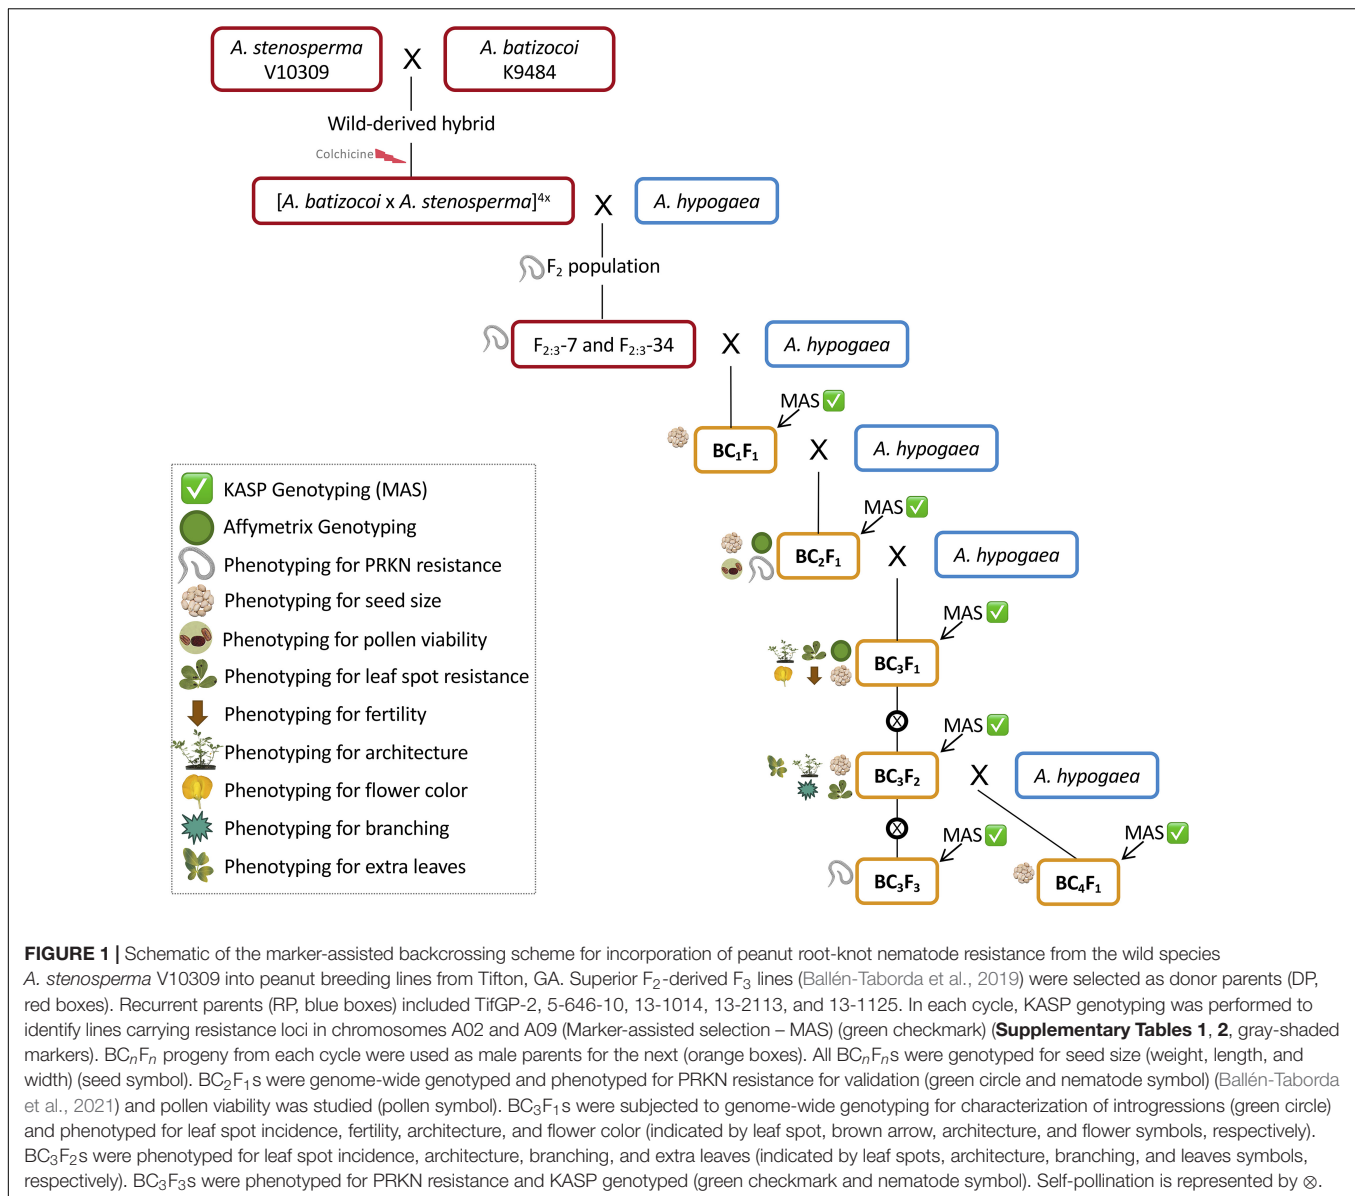 A. stenosperma
V10309
X
A. batizocoi
K9484
Wild-derived hybrid
Colchicine
[A. batizocoi x A. stenosperma]4x
X
A. hypogaea
F2 population
F2:3-7 and F2:3-34
X
A. hypogaea
MAS
BC1F1
X
A. hypogaea
MAS
BC2F1
X
A. hypogaea
MAS
BC3F1
MAS
BC3F2
X
A. hypogaea
MAS
BC3F3
MAS
BC4F1
KASP Genotyping (MAS)
Affymetrix Genotyping
Phenotyping for PRKN resistance
Phenotyping for seed size
Phenotyping for pollen viability
Phenotyping for leaf spot resistance
Phenotyping for fertility
Phenotyping for architecture
Phenotyping for flower color
Phenotyping for branching
Phenotyping for extra leaves
FIGURE 1 | Schematic of the marker-assisted backcrossing scheme for incorporation of peanut root-knot nematode resistance from the wild species
A. stenosperma V10309 into peanut breeding lines from Tifton, GA. Superior F2-derived F3 lines (Ballén-Taborda et al., 2019) were selected as donor parents (DP,
red boxes). Recurrent parents (RP, blue boxes) included TifGP-2, 5-646-10, 13-1014, 13-2113, and 13-1125. In each cycle, KASP genotyping was performed to
identify lines carrying resistance loci in chromosomes A02 and A09 (Marker-assisted selection – MAS) (green checkmark) (Supplementary Tables 1, 2, gray-shaded
markers). BCnFn progeny from each cycle were used as male parents for the next (orange boxes). All BCnFns were genotyped for seed size (weight, length, and
width) (seed symbol). BC2F1s were genome-wide genotyped and phenotyped for PRKN resistance for validation (green circle and nematode symbol) (Ballén-Taborda
et al., 2021) and pollen viability was studied (pollen symbol). BC3F1s were subjected to genome-wide genotyping for characterization of introgressions (green circle)
and phenotyped for leaf spot incidence, fertility, architecture, and flower color (indicated by leaf spot, brown arrow, architecture, and flower symbols, respectively).
BC3F2s were phenotyped for leaf spot incidence, architecture, branching, and extra leaves (indicated by leaf spots, architecture, branching, and leaves symbols,
respectively). BC3F3s were phenotyped for PRKN resistance and KASP genotyped (green checkmark and nematode symbol). Self-pollination is represented by ⊗.